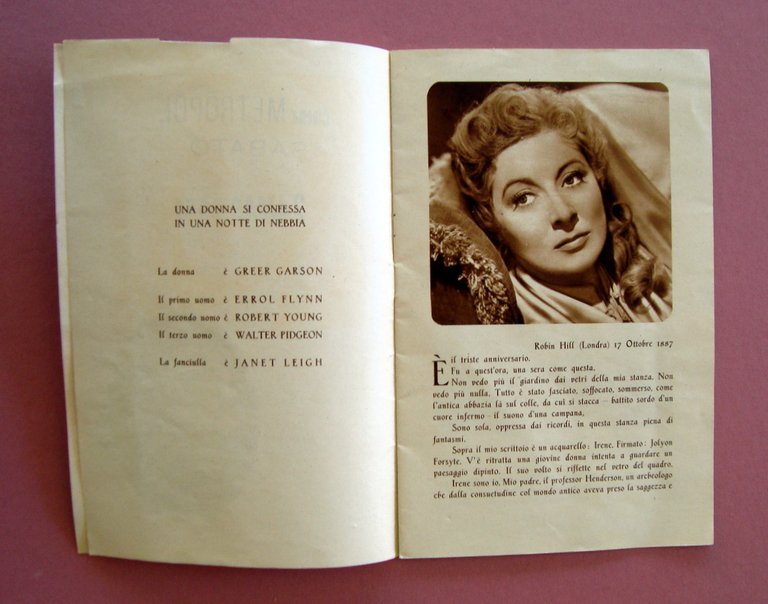 METROPOL
SABATO
UNA DONNA SI CONFESSA
IN UNA NOTTE DI NEBBIA
La donna è GREER GARSON
Il primo uomo è ERROL FLYNN
Il secondo uomo è ROBERT YOUNG
Il terzo uomo è WALTER PIDGEON
La fanciulla è JANET LEIGH
Robin Hill (Londra) 17 Ottobre 1887
È il triste anniversario.
Fu a quest'ora, una sera come questa.
Non vedo più il giardino dai vetri della mia stanza. Non
vedo più nulla. Tutto è stato fasciato, soffocato, sommerso, come
l'antica abbazia là sul colle, da cui si stacca - battito sordo d'un
cuore infermo - il suono d'una campana,
Sono sola, oppressa dai ricordi, in questa stanza piena di
fantasmi.
Sopra il mio scrittoio è un acquarello: Irene. Firmato: Jolyon
Forsyte. V'è ritratta una giovine donna intenta a guardare un
paesaggio dipinto. Il suo volto si riflette nel vetro del quadro.
Irene sono io. Mio padre, il professor Henderson, un archeologo
che dalla consuetudine col mondo antico aveva preso la saggezza e